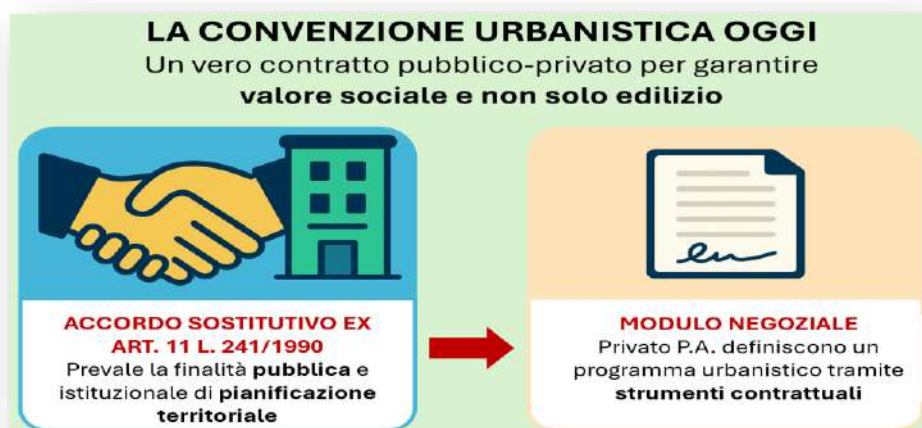 LA CONVENZIONE URBANISTICA OGGI
Un vero contratto pubblico-privato per garantire
valore sociale e non solo edilizio
ACCORDO SOSTITUTIVO EX
ART. 11 L. 241/1990
Prevale la finalità pubblica e
istituzionale di pianificazione
territoriale
MODULO NEGOZIALE
Privato P.A. definiscono un
programma urbanistico tramite
strumenti contrattuali